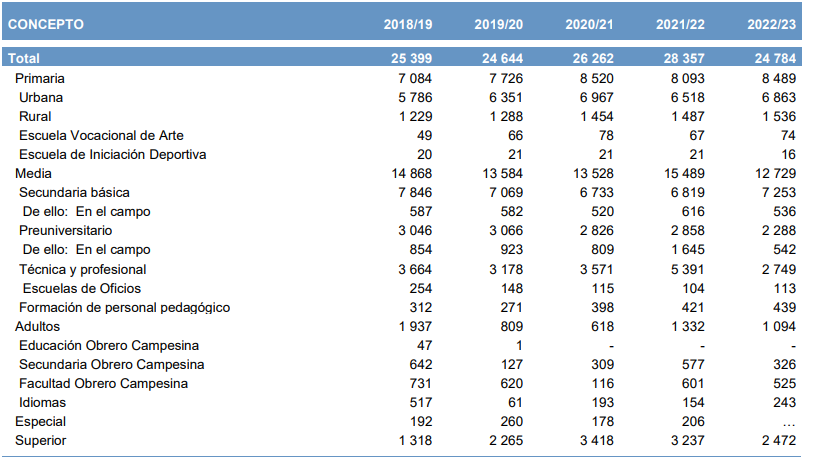 CONCEPTO 2018/19 2019/20 2020/21 2021/22 2022/23
Total 25 399 24 644 26 262 28 357 24 784
Primaria 7 084 7 726 8 520 8 093 8 489
Urbana 5 786 6 351 6 967 6 518 6 863
Rural 1 229 1 288 1 454 1 487 1 536
Escuela Vocacional de Arte 49 66 78 67 74
Escuela de Iniciación Deportiva 20 21 21 21 16
Media 14 868 13 584 13 528 15 489 12 729
Secundaria básica 7 846 7 069 6 733 6 819 7 253
De ello: En el campo 587 582 520 616 536
Preuniversitario 3 046 3 066 2 826 2 858 2 288
De ello: En el campo 854 923 809 1 645 542
Técnica y profesional 3 664 3 178 3 571 5 391 2 749
Escuelas de Oficios 254 148 115 104 113
Formación de personal pedagógico 312 271 398 421 439
Adultos 1 937 809 618 1 332 1 094
Educación Obrero Campesina 47 1 - - -
Secundaria Obrero Campesina 642 127 309 577 326
Facultad Obrero Campesina 731 620 116 601 525
Idiomas 517 61 193 154 243
Especial 192 260 178 206 …
Superior 1 318 2 265 3 418 3 237 2 472